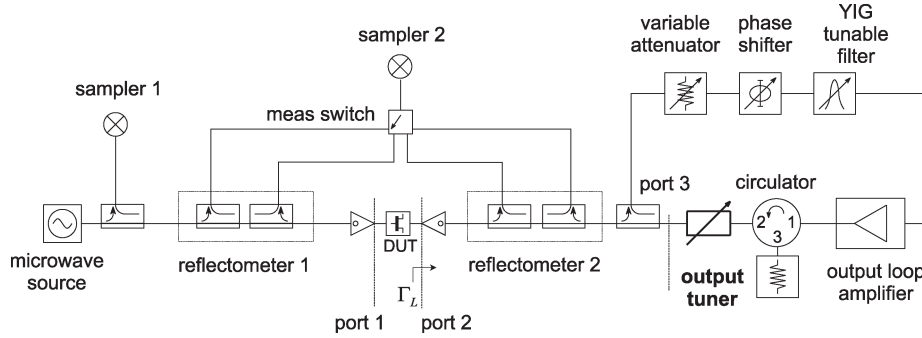 variable
attenuator
phase
shifter
YIG
tunable
filter
sampler 2
sampler 1
meas switch
port 3
circulator
2
1
3
DUT
microwave
source
reflectometer 1
Γ_L
reflectometer 2
output
tuner
output loop
amplifier
port 1
port 2